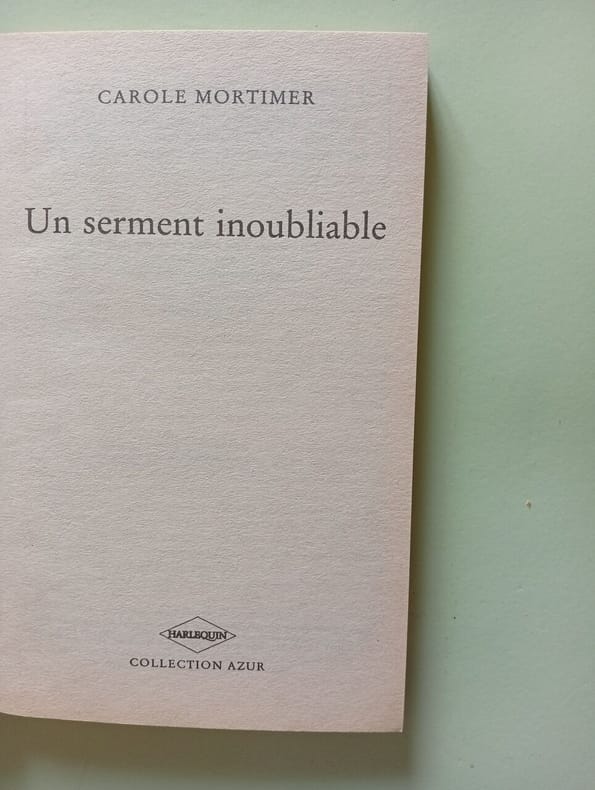 CAROLE MORTIMER
Un serment inoubliable
HARLEQUIN
COLLECTION AZUR